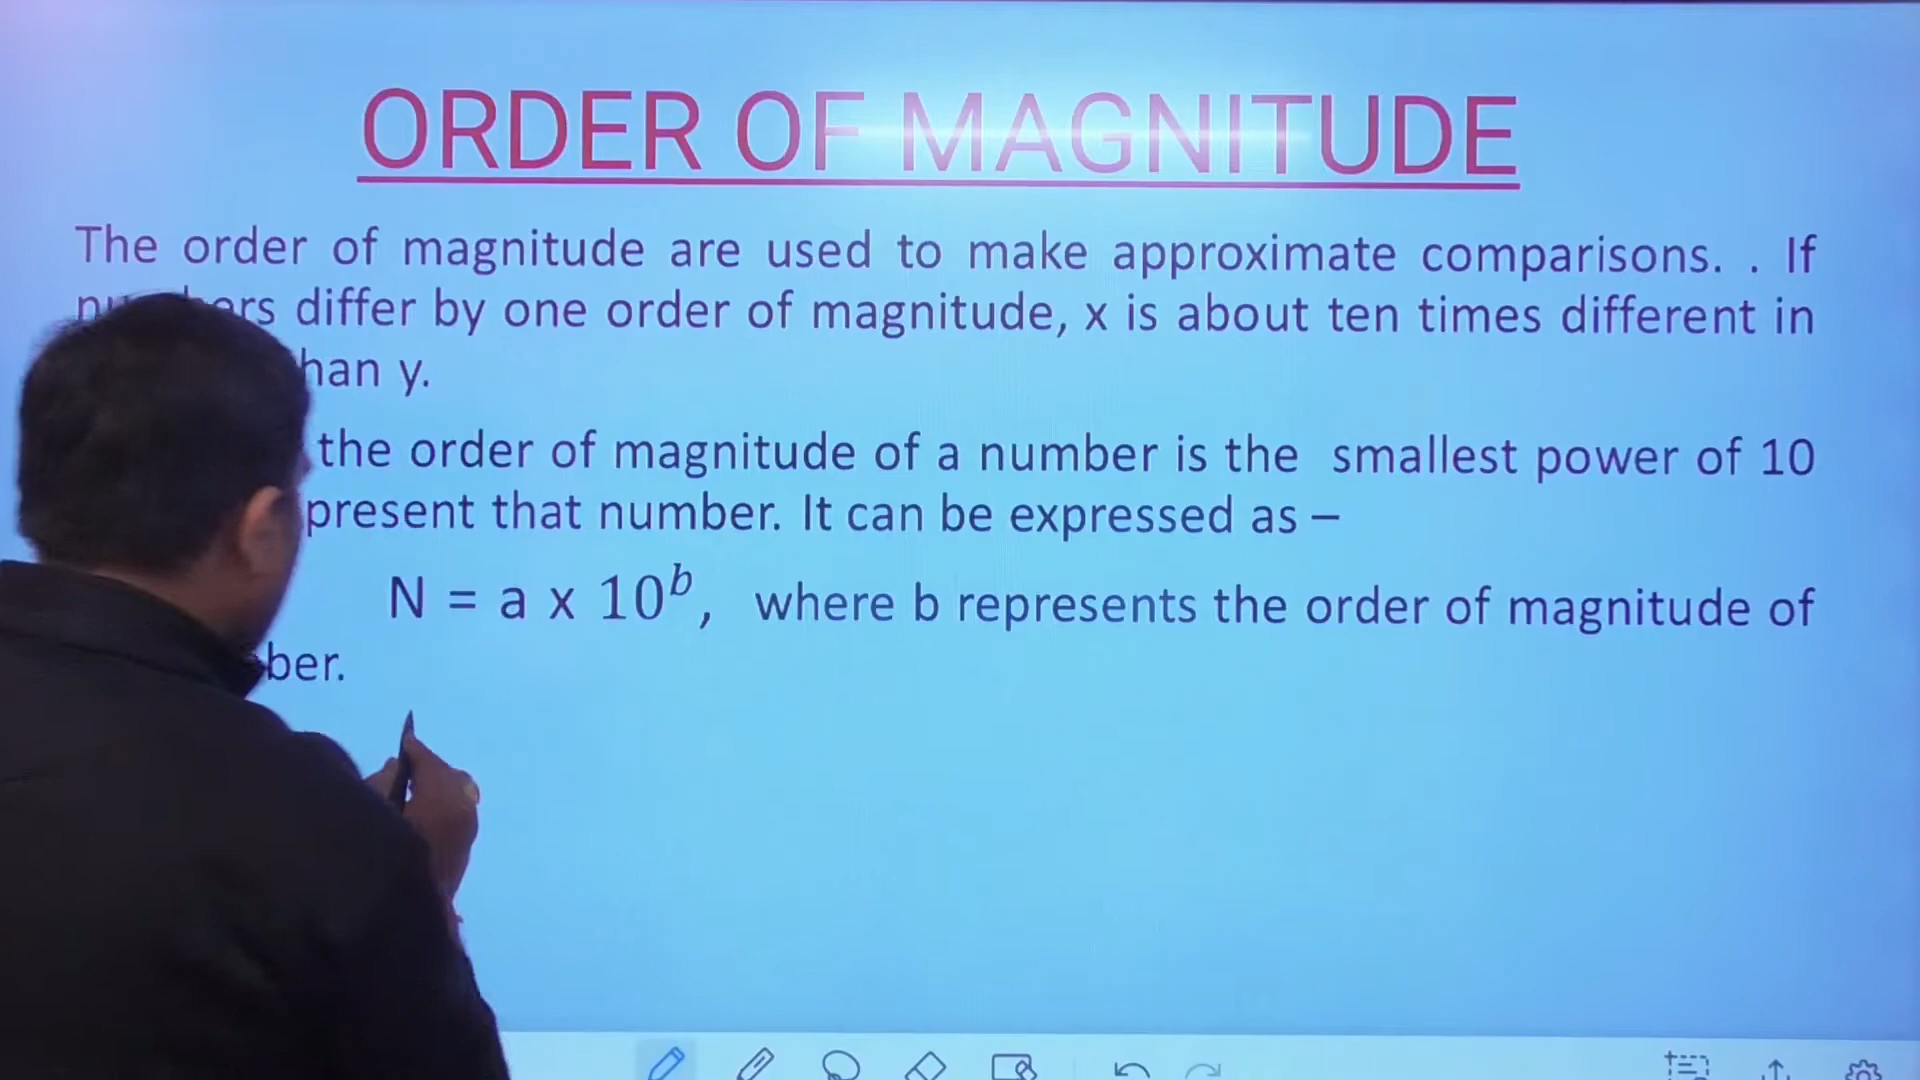 ORDER OF MAGNITUDE
The order of magnitude are used to make approximate comparisons. . If
differ by one order of magnitude, x is about ten times different in
y.
the order of magnitude of a number is the smallest power of 10
present that number. It can be expressed as –
N = a x 10ᵇ, where b represents the order of magnitude of
ber.